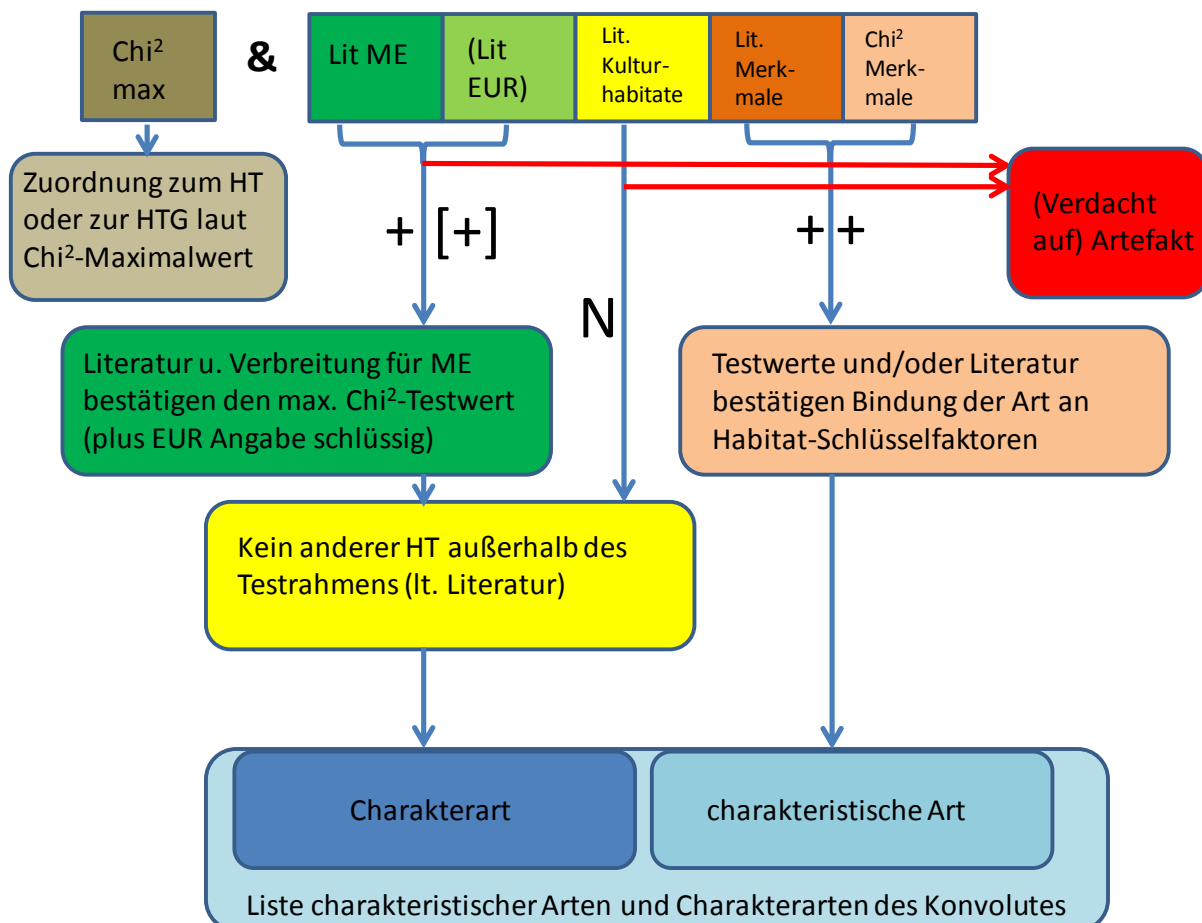 Chi² max
&
Lit ME
(Lit EUR)
Lit.
Kultur-
habitate
Lit.
Merk-
male
Chi²
Merk-
male
Zuordnung zum HT
oder zur HTG laut
Chi²-Maximalwert
+ [+]
N
++
(Verdacht
auf) Artefakt
Literatur u. Verbreitung für ME
bestätigen den max. Chi²-Testwert
(plus EUR Angabe schlüssig)
Testwerte und/oder Literatur
bestätigen Bindung der Art an
Habitat-Schlüsselfaktoren
Kein anderer HT außerhalb des
Testrahmens (lt. Literatur)
Charakterart
charakteristische Art
Liste charakteristischer Arten und Charakterarten des Konvolutes